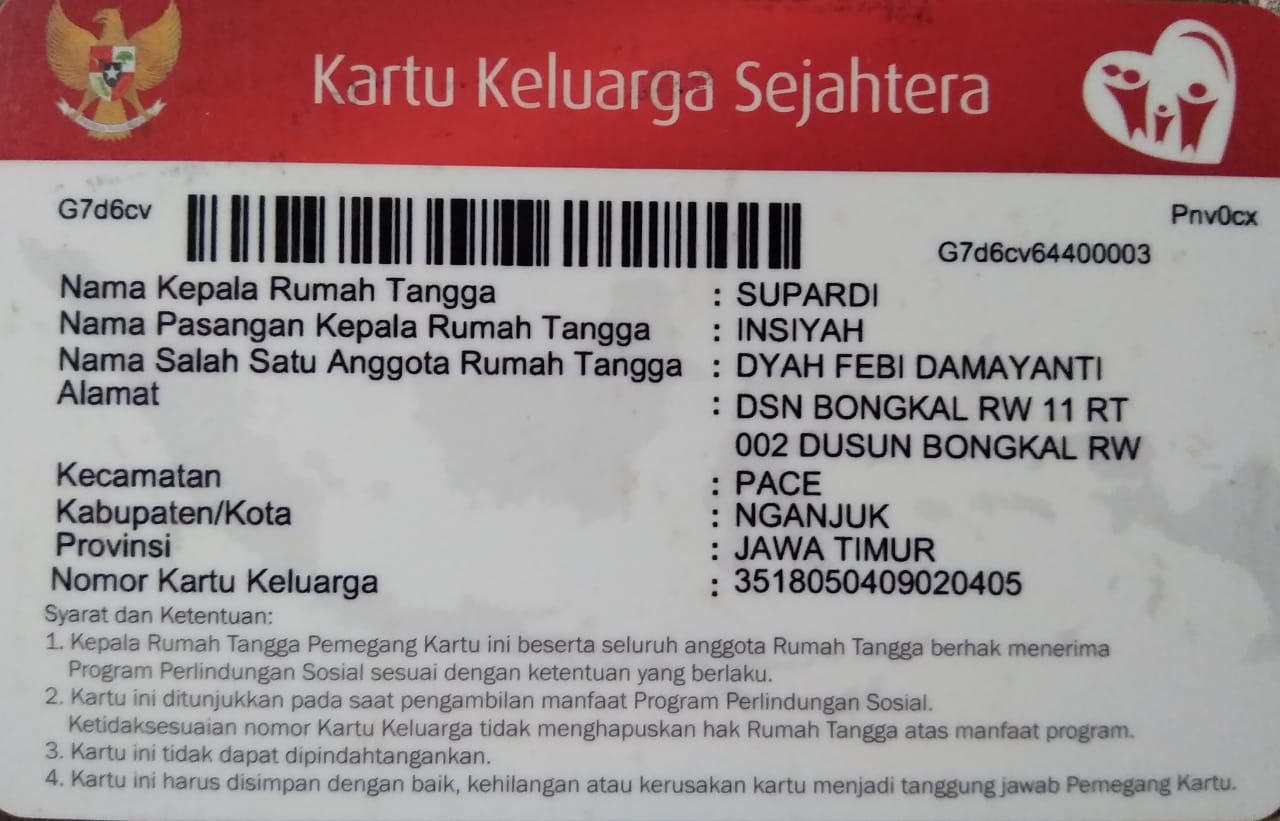 Kartu Keluarga Sejahtera
G7d6cv
Pnv0cx
G7d6cv64400003
Nama Kepala Rumah Tangga : SUPARDI
Nama Pasangan Kepala Rumah Tangga : INSIYAH
Nama Salah Satu Anggota Rumah Tangga : DYAH FEBI DAMAYANTI
Alamat : DSN BONGKAL RW 11 RT
002 DUSUN BONGKAL RW
Kecamatan : PACE
Kabupaten/Kota : NGANJUK
Provinsi : JAWA TIMUR
Nomor Kartu Keluarga : 3518050409020405
Syarat dan Ketentuan:
1. Kepala Rumah Tangga Pemegang Kartu ini beserta seluruh anggota Rumah Tangga berhak menerima
Program Perlindungan Sosial sesuai dengan ketentuan yang berlaku.
2. Kartu ini ditunjukkan pada saat pengambilan manfaat Program Perlindungan Sosial.
Ketidaksesuaian nomor Kartu Keluarga tidak menghapuskan hak Rumah Tangga atas manfaat program.
3. Kartu ini tidak dapat dipindahtangankan.
4. Kartu ini harus disimpan dengan baik, kehilangan atau kerusakan kartu menjadi tanggung jawab Pemegang Kartu.